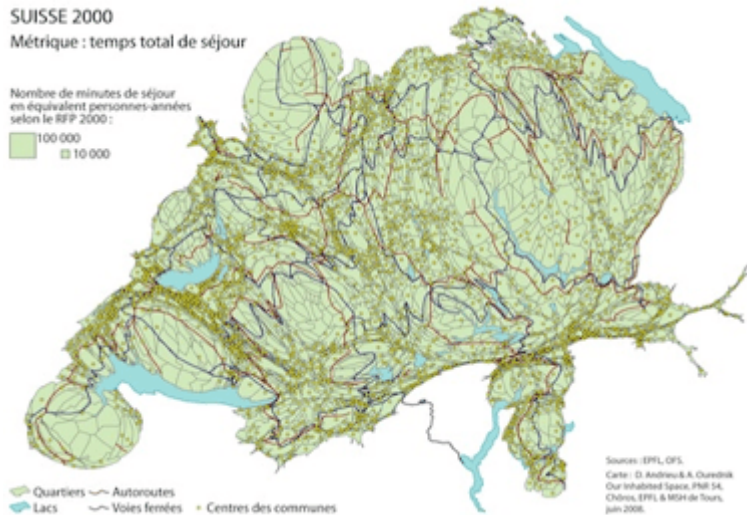 SUISSE 2000
Métrique : temps total de séjour
Nombre de minutes de séjour
en équivalent personnes-années
selon le RFP 2000 :
100 000
10 000
Quartiers
Autoroutes
Lacs
Voies ferrées
Centres des communes
Sources : EPFL, OFS.
Carte : D. Andrieu & A. Ourednik
Our Inhabited Space, PNR 54,
Chôros, EPFL & MSH de Tours,
juin 2008.